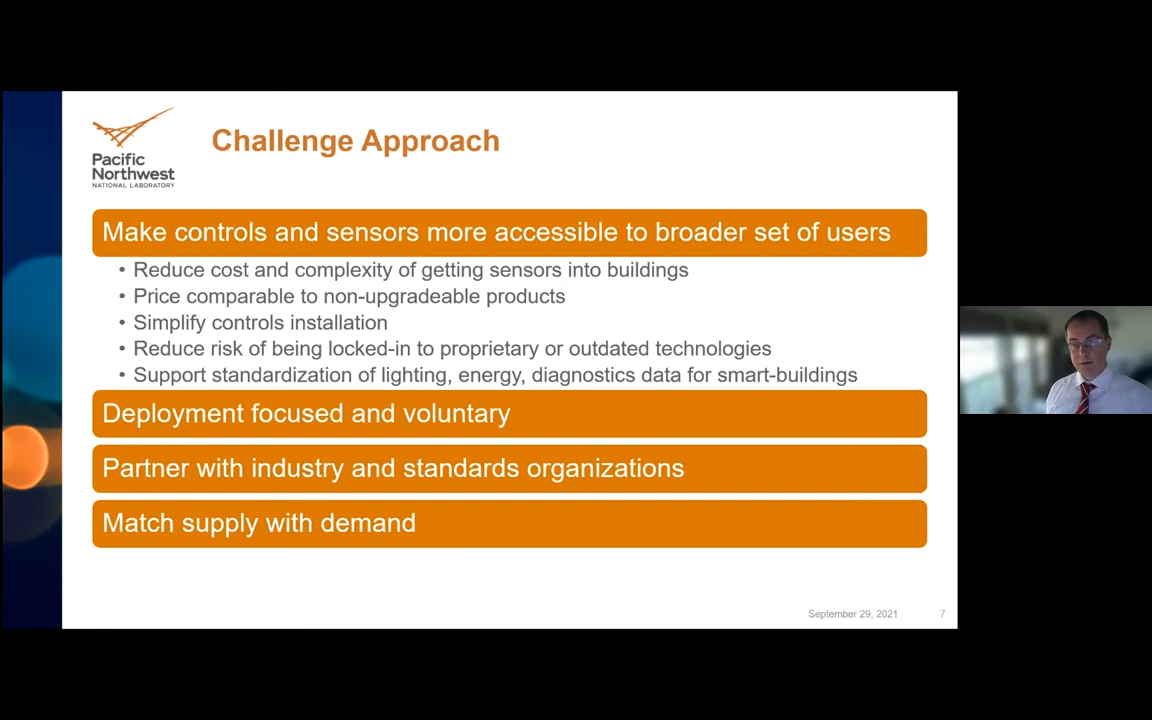 Pacific
Northwest
NATIONAL LABORATORY
Challenge Approach
Make controls and sensors more accessible to broader set of users
• Reduce cost and complexity of getting sensors into buildings
• Price comparable to non-upgradeable products
• Simplify controls installation
• Reduce risk of being locked-in to proprietary or outdated technologies
• Support standardization of lighting, energy, diagnostics data for smart-buildings
Deployment focused and voluntary
Partner with industry and standards organizations
Match supply with demand
September 29, 2021 7